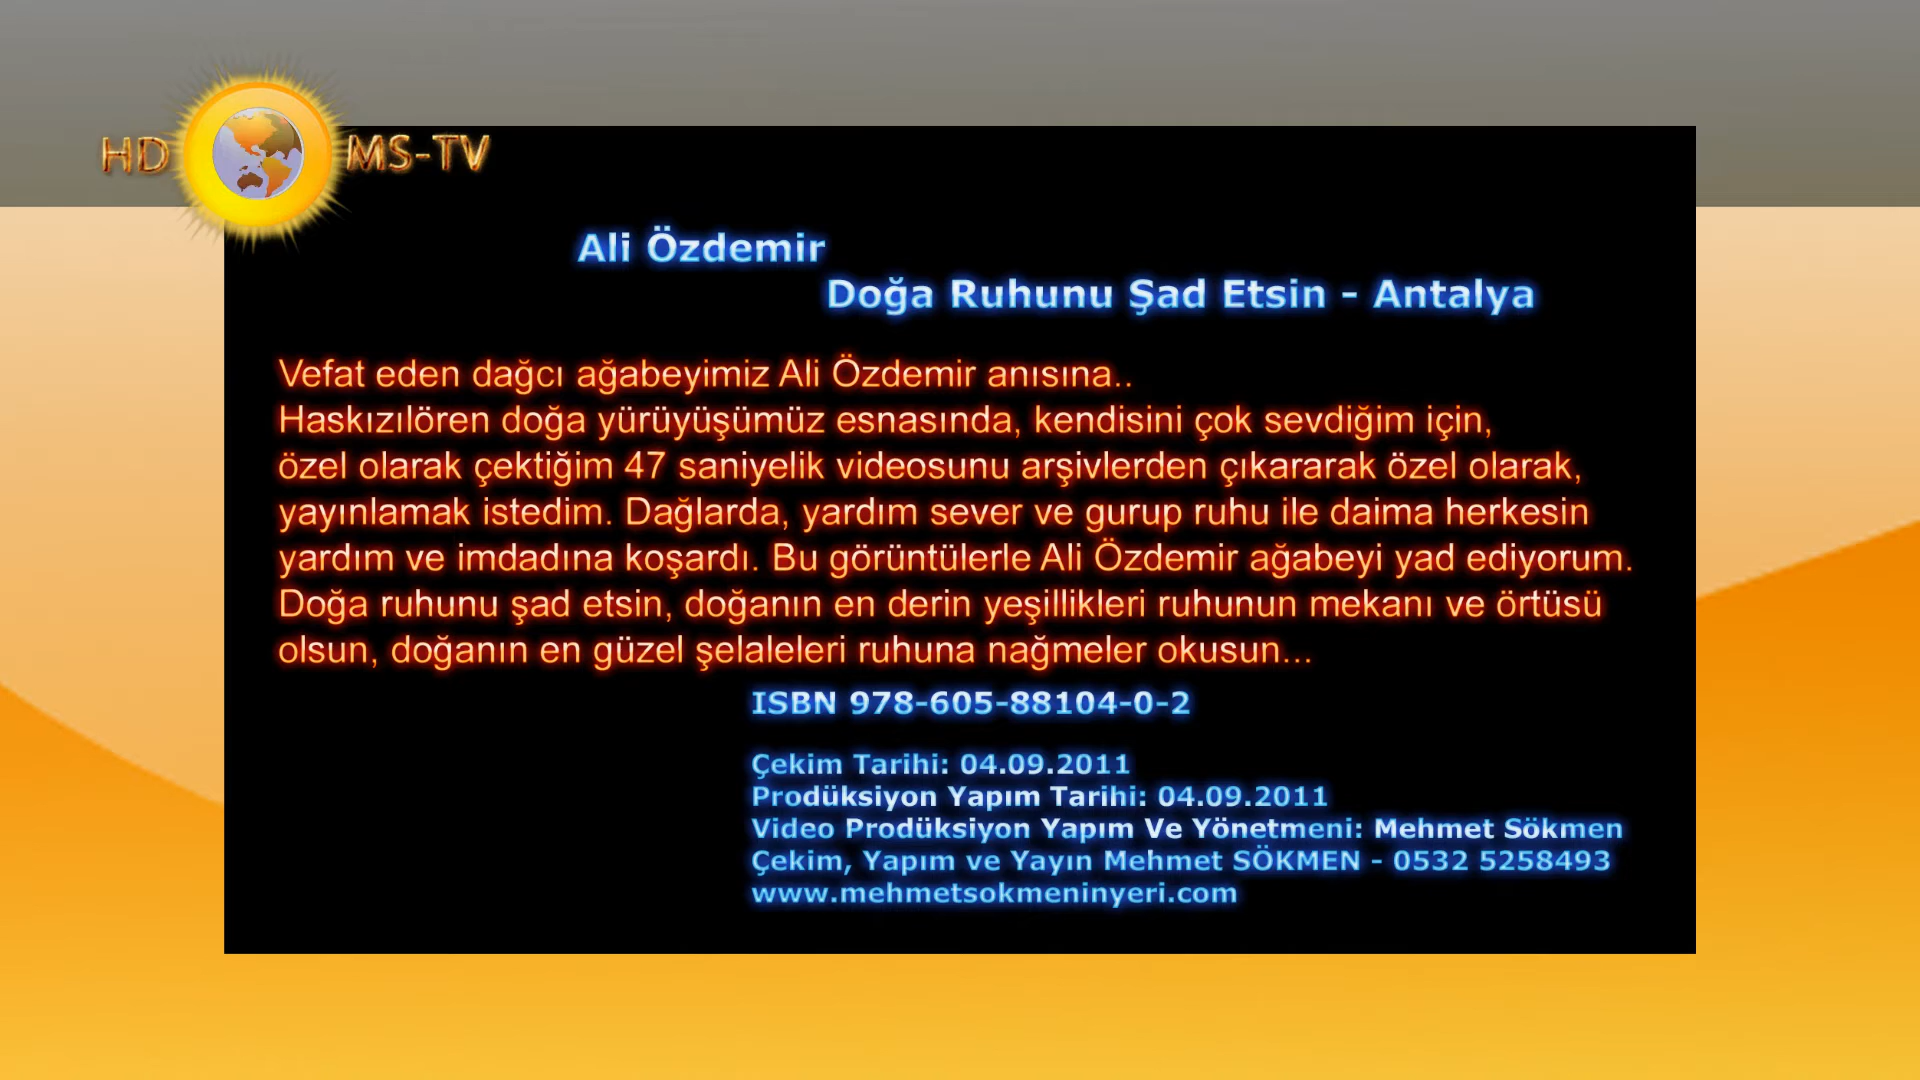 HD MS-TV
Ali Özdemir
Doğa Ruhunu Şad Etsin - Antalya
Vefat eden dağcı ağabeyimiz Ali Özdemir anısına..
Haskızılören doğa yürüyüşümüz esnasında, kendisini çok sevdiğim için,
özel olarak çektiğim 47 saniyelik videosunu arşivlerden çıkararak özel olarak,
yayınlamak istedim. Dağlarda, yardım sever ve gurup ruhu ile daima herkesin
yardım ve imdadına koşardı. Bu görüntülerle Ali Özdemir ağabeyi yad ediyorum.
Doğa ruhunu şad etsin, doğanın en derin yeşillikleri ruhunun mekanı ve örtüsü
olsun, doğanın en güzel şelaleleri ruhuna nağmeler okusun...
ISBN 978-605-88104-0-2
Çekim Tarihi: 04.09.2011
Prodüksiyon Yapım Tarihi: 04.09.2011
Video Prodüksiyon Yapım Ve Yönetmeni: Mehmet Sökmen
Çekim, Yapım ve Yayın Mehmet SÖKMEN - 0532 5258493
www.mehmetsokmeninyeri.com